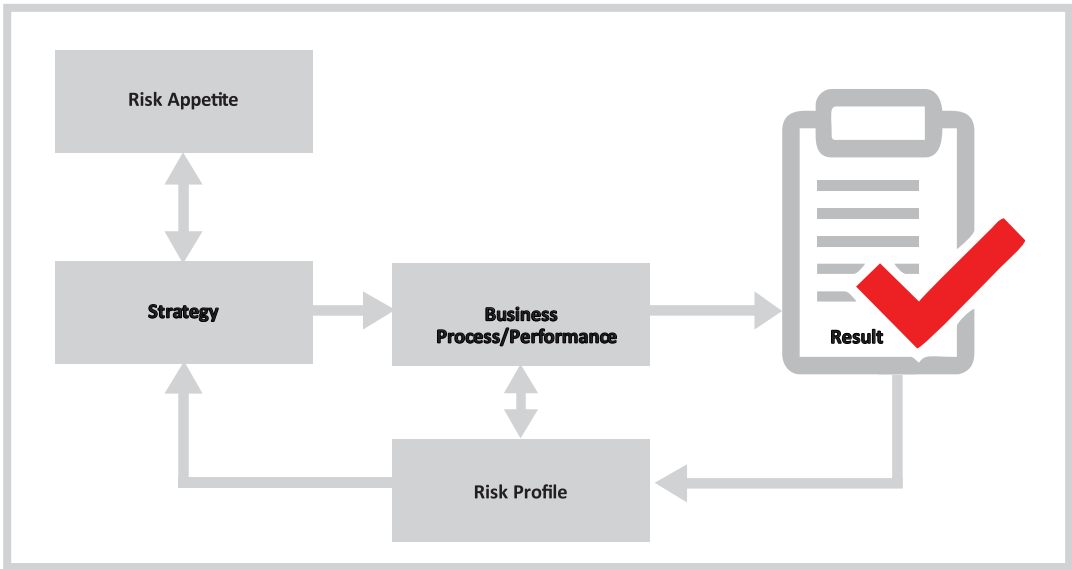 Risk Appetite
Strategy
Business
Process/Performance
Result
Risk Profile